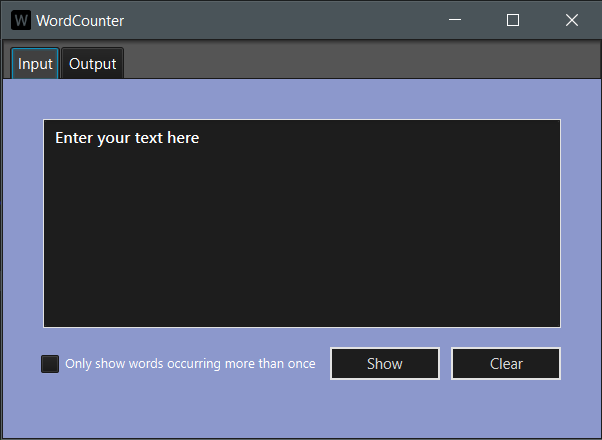 W WordCounter
Input Output
Enter your text here
Only show words occurring more than once Show Clear